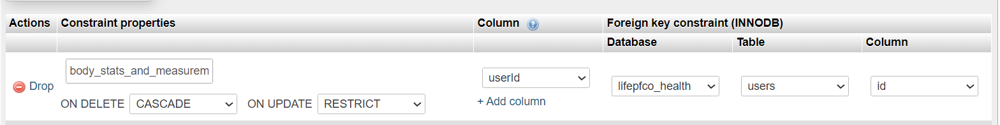 Actions Constraint properties Column Foreign key constraint (INNODB)
Database Table Column
body_stats_and_measurem
Drop
userId
lifepfco_health
users
id
+ Add column
ON DELETE CASCADE ON UPDATE RESTRICT